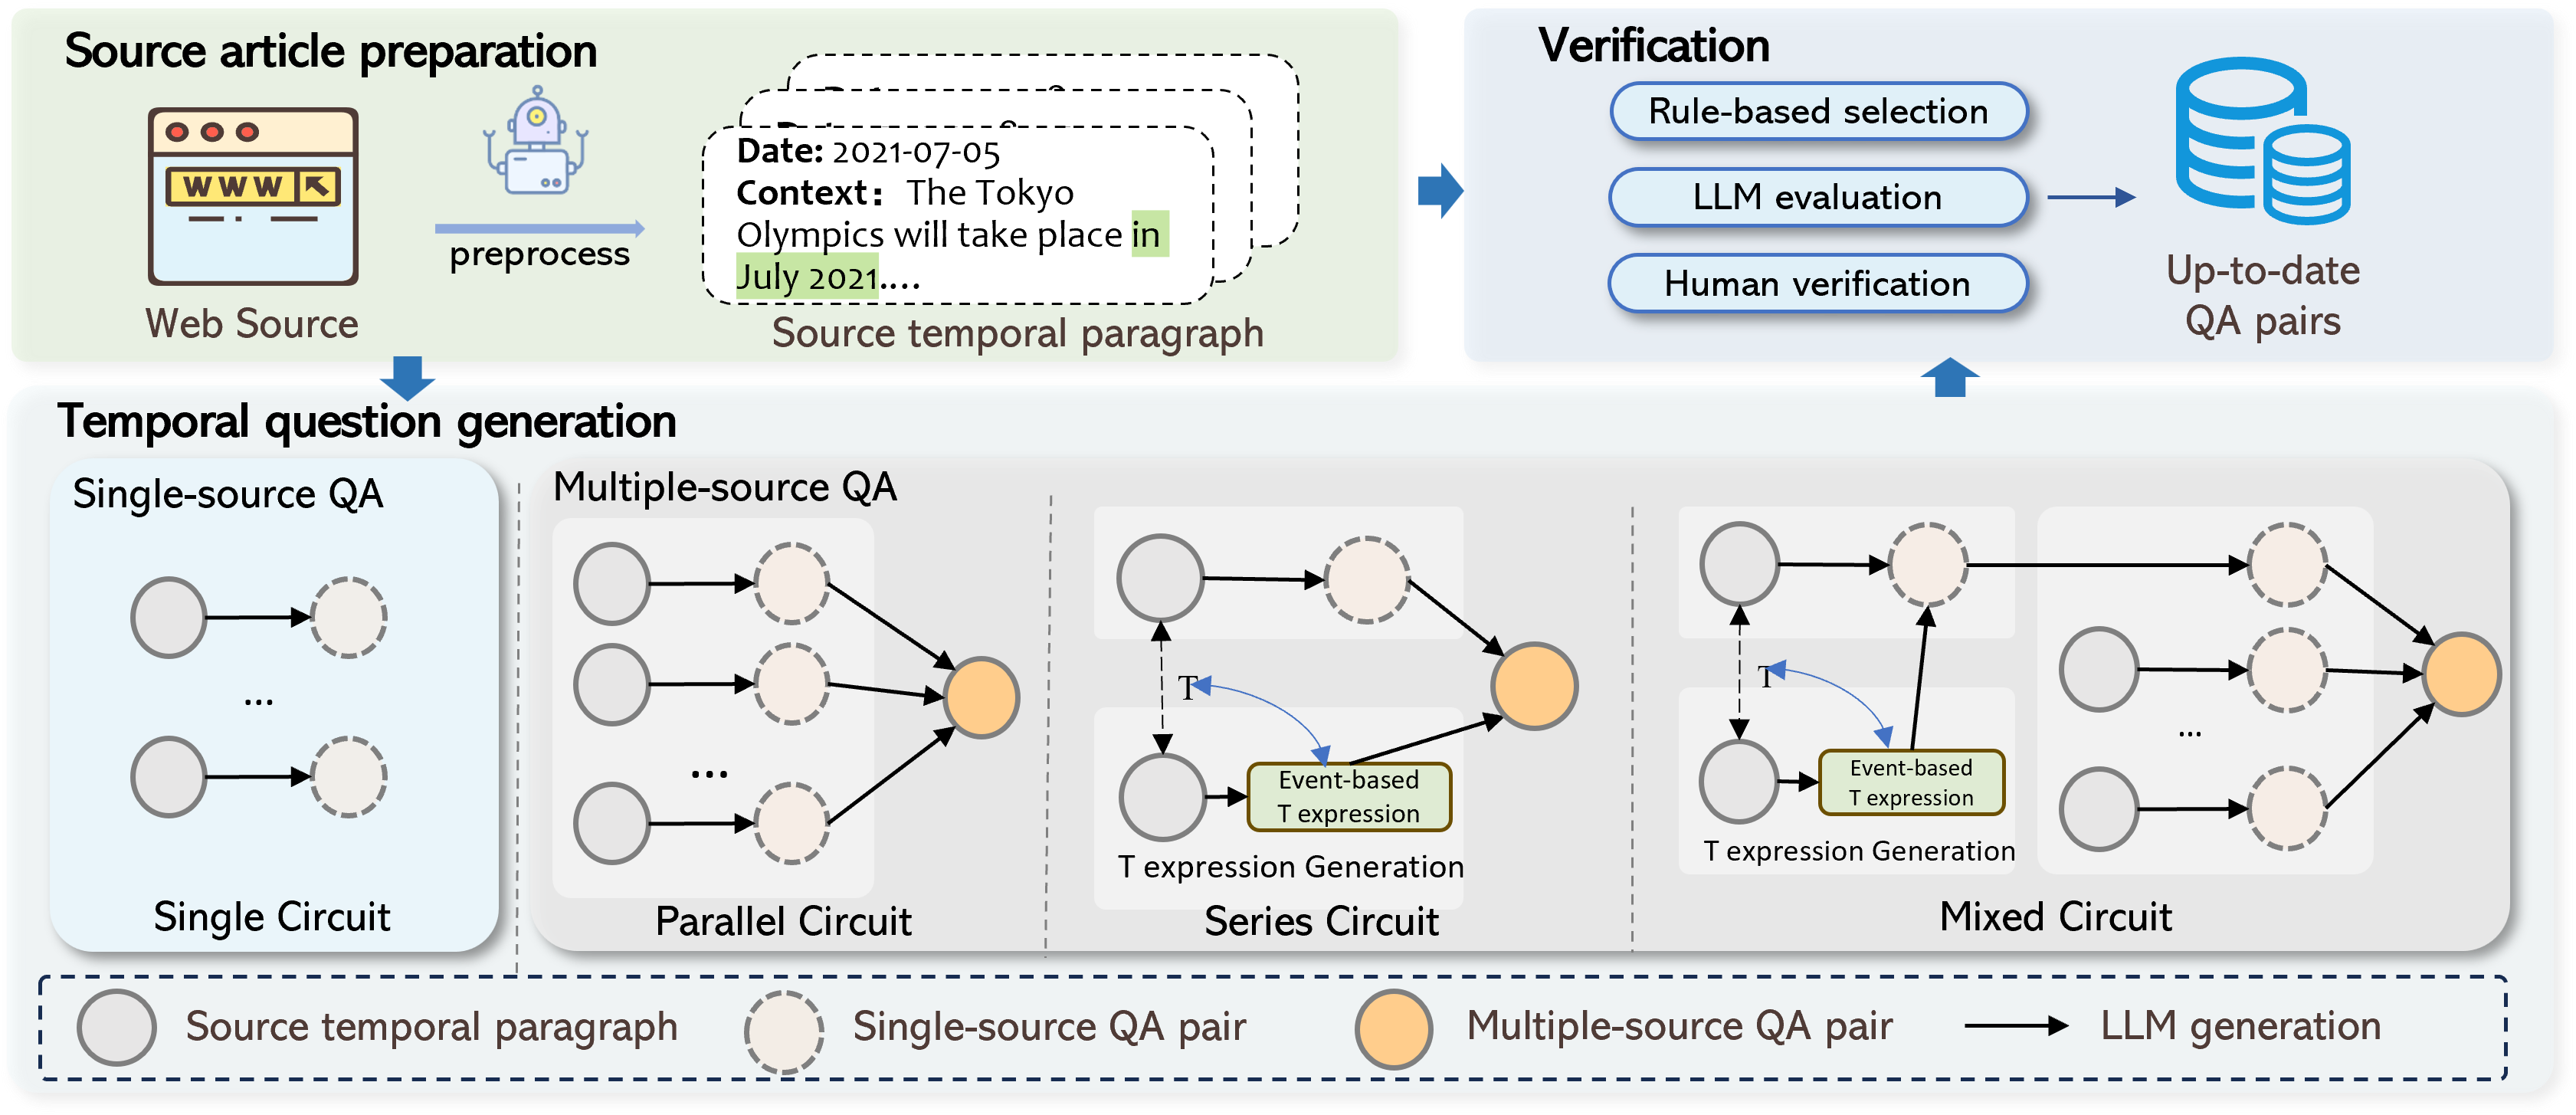 Source article preparation
WWW
Web Source
preprocess
Date: 2021-07-05
Context： The Tokyo
Olympics will take place in
July 2021....
Source temporal paragraph
Verification
Rule-based selection
LLM evaluation
Human verification
Up-to-date
QA pairs
Temporal question generation
Single-source QA
...
Single Circuit
Multiple-source QA
...
Parallel Circuit
T
Event-based
T expression
T expression Generation
Series Circuit
T
Event-based
T expression
T expression Generation
...
Mixed Circuit
Source temporal paragraph
Single-source QA pair
Multiple-source QA pair
LLM generation